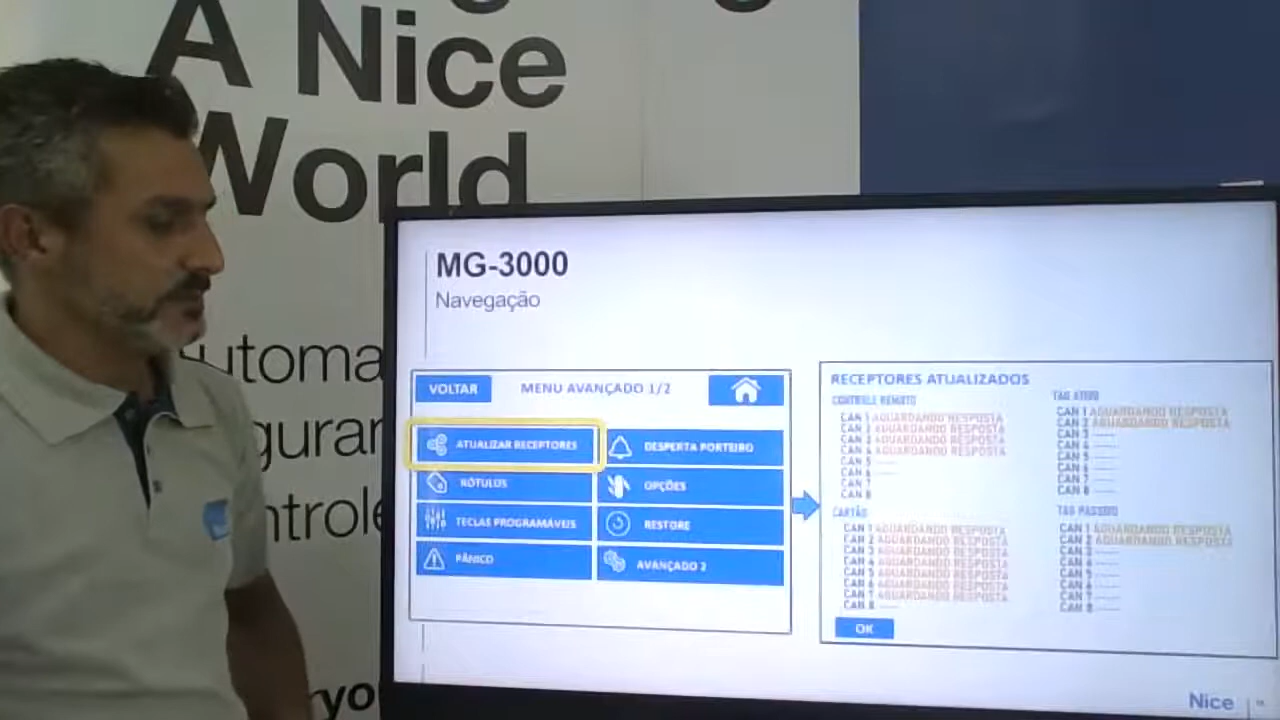 A Nice
World
utoma
guran
ntrole
ryo
MG-3000
Navegação
VOLTAR
MENU AVANÇADO 1/2
ATUALIZAR RECEPTORES
DESPERTA PORTEIRO
RÓTULOS
OPÇÕES
TECLAS PROGRAMÁVEIS
RESTORE
PÂNICO
AVANÇADO 2
RECEPTORES ATUALIZADOS
CONTROLE REMOTO
CAN 1 AGUARDANDO RESPOSTA
CAN 2 AGUARDANDO RESPOSTA
CAN 3 AGUARDANDO RESPOSTA
CAN 4 AGUARDANDO RESPOSTA
CAN 5 -----
CAN 6 -----
CAN 7
CAN 8
TAG ATIVO
CAN 1 AGUARDANDO RESPOSTA
CAN 2 AGUARDANDO RESPOSTA
CAN 3 -----
CAN 4 -----
CAN 5 -----
CAN 6 -----
CAN 7 -----
CAN 8 -----
CARTÃO
CAN 1 AGUARDANDO RESPOSTA
CAN 2 AGUARDANDO RESPOSTA
CAN 3 AGUARDANDO RESPOSTA
CAN 4 AGUARDANDO RESPOSTA
CAN 5 AGUARDANDO RESPOSTA
CAN 6 AGUARDANDO RESPOSTA
CAN 7 AGUARDANDO RESPOSTA
CAN 8 -----
TAG PASSIVO
CAN 1 AGUARDANDO RESPOSTA
CAN 2 AGUARDANDO RESPOSTA
CAN 3 -----
CAN 4 -----
CAN 5 -----
CAN 6 -----
CAN 7 -----
CAN 8 -----
OK
Nice